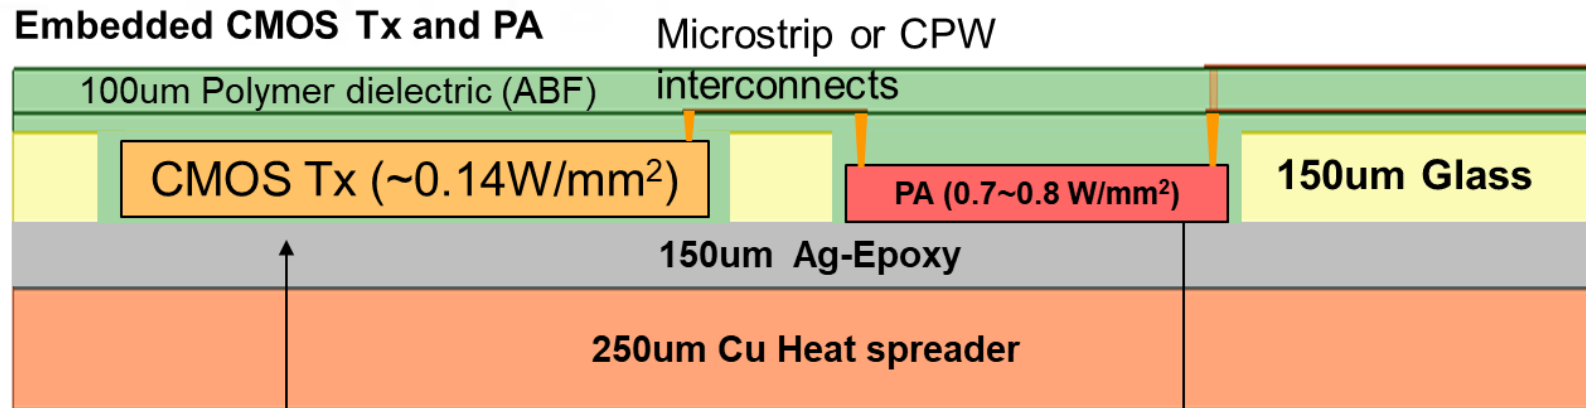 Embedded CMOS Tx and PA
Microstrip or CPW
interconnects
100um Polymer dielectric (ABF)
CMOS Tx (~0.14W/mm²)
PA (0.7~0.8 W/mm²)
150um Glass
150um Ag-Epoxy
250um Cu Heat spreader